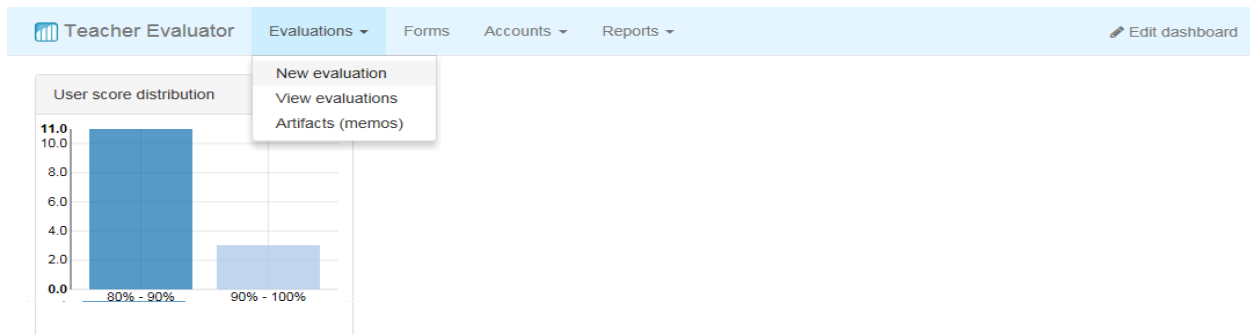 Teacher Evaluator Evaluations Forms Accounts Reports Edit dashboard
New evaluation
View evaluations
Artifacts (memos)
User score distribution
11.0
10.0
8.0
6.0
4.0
2.0
0.0
80% - 90% 90% - 100%